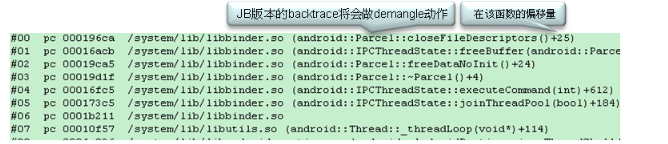 JB版本的backtrace将会做demangle动作
在该函数的偏移量
#00 pc 000196ca /system/lib/libbinder.so (android::Parcel::closeFileDescriptors()+25)
#01 pc 00016acb /system/lib/libbinder.so (android::IPCThreadState::freeBuffer(android::Parce
#02 pc 00019ca5 /system/lib/libbinder.so (android::Parcel::freeDataNoInit()+24)
#03 pc 00019d1f /system/lib/libbinder.so (android::Parcel::~Parcel()+4)
#04 pc 00016fc5 /system/lib/libbinder.so (android::IPCThreadState::executeCommand(int)+612)
#05 pc 000173c5 /system/lib/libbinder.so (android::IPCThreadState::joinThreadPool(bool)+184)
#06 pc 0001b211 /system/lib/libbinder.so
#07 pc 00010f57 /system/lib/libutils.so (android::Thread::_threadLoop(void*)+114)